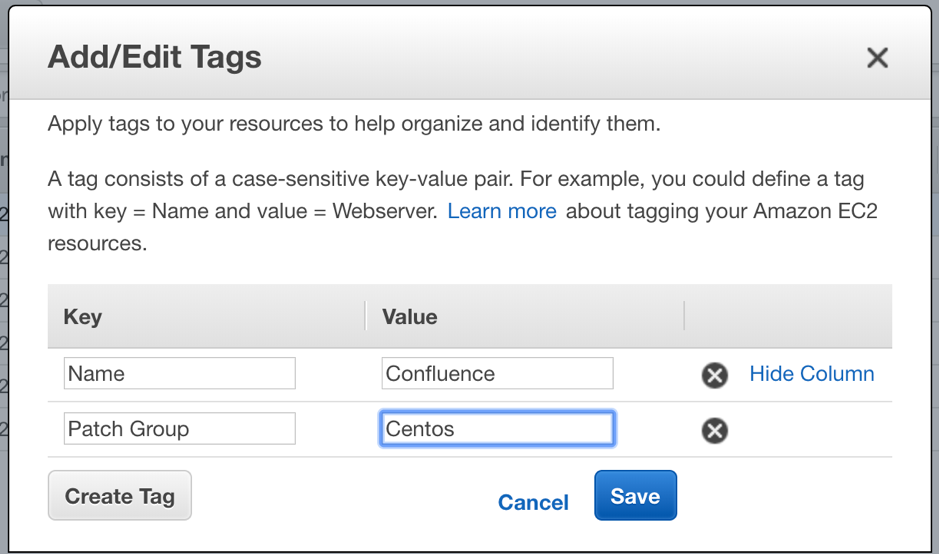 Add/Edit Tags
Apply tags to your resources to help organize and identify them.
A tag consists of a case-sensitive key-value pair. For example, you could define a tag
with key = Name and value = Webserver. Learn more about tagging your Amazon EC2
resources.
Key Value
Name Confluence Hide Column
Patch Group Centos
Create Tag Cancel Save